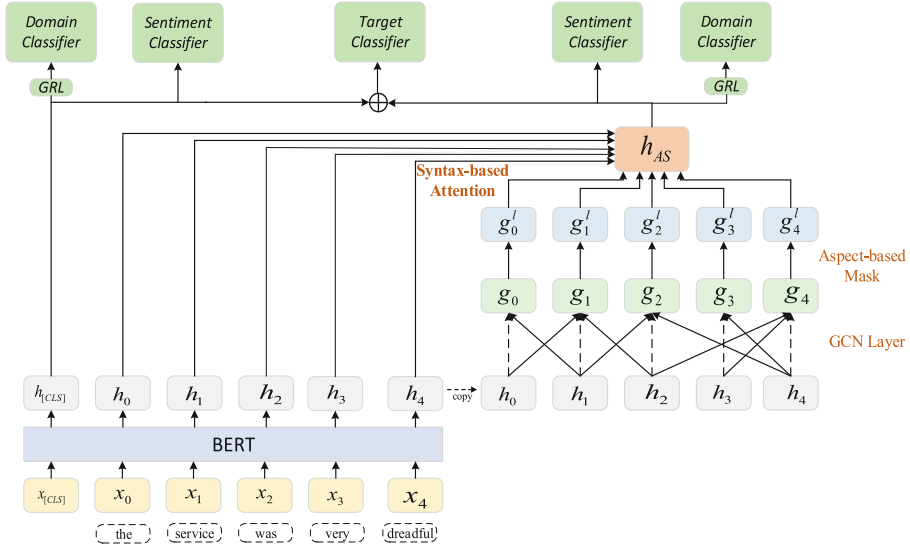 Domain Classifier
Sentiment Classifier
Target Classifier
Sentiment Classifier
Domain Classifier
GRL
GRL
h_AS
Syntax-based Attention
g_0^l g_1^l g_2^l g_3^l g_4^l
Aspect-based Mask
g_0 g_1 g_2 g_3 g_4
GCN Layer
h_[CLS] h_0 h_1 h_2 h_3 h_4 copy h_0 h_1 h_2 h_3 h_4
BERT
x_[CLS] x_0 x_1 x_2 x_3 x_4
the service was very dreadful